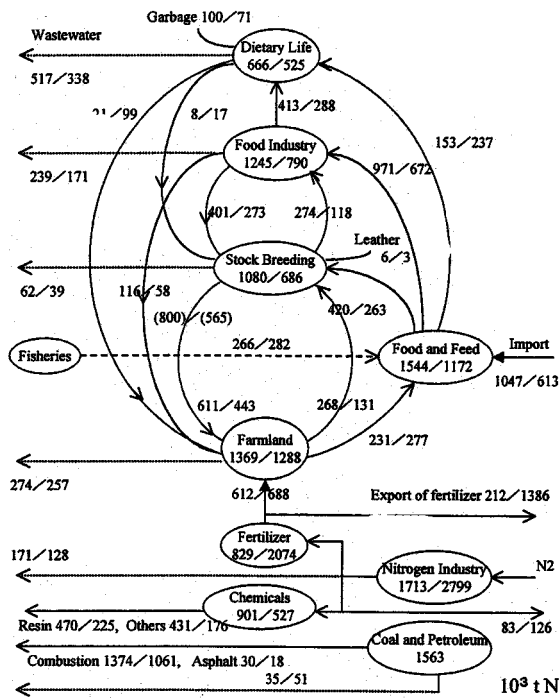 Garbage 100/71
Wastewater
Dietary Life
666/525
517/338
/99
8/17
413/288
153/237
Food Industry
1245/790
239/171
971/672
401/273
274/118
Leather
6/3
Stock Breeding
1080/686
62/39
116/58
(800)/(565)
420/263
Fisheries
266/282
Food and Feed
1544/1172
Import
1047/613
611/443
268/131
231/277
Farmland
1369/1288
274/257
612/688
Export of fertilizer 212/1386
Fertilizer
829/2074
171/128
Nitrogen Industry
1713/2799
N2
Chemicals
901/527
Resin 470/225, Others 431/176
83/126
Coal and Petroleum
1563
Combustion 1374/1061, Asphalt 30/18
35/51
10³ t N